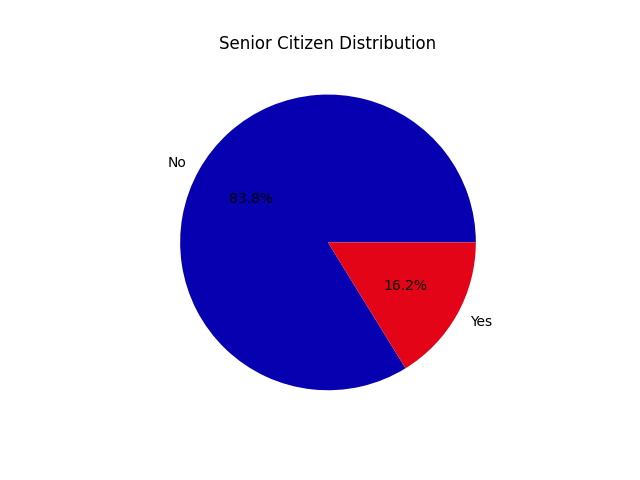 Senior Citizen Distribution
No
83.8%
16.2%
Yes